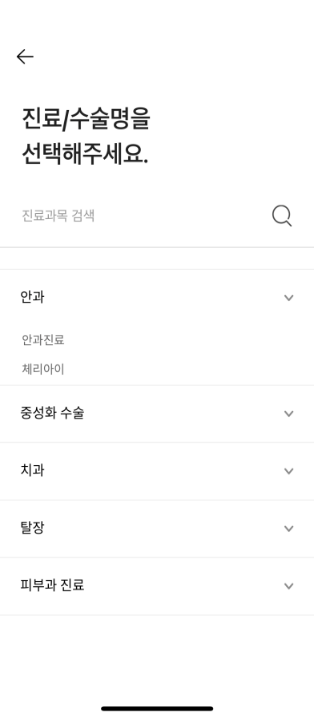 진료/수술명을
선택해주세요.
진료과목 검색
안과
안과진료
체리아이
중성화 수술
치과
탈장
피부과 진료